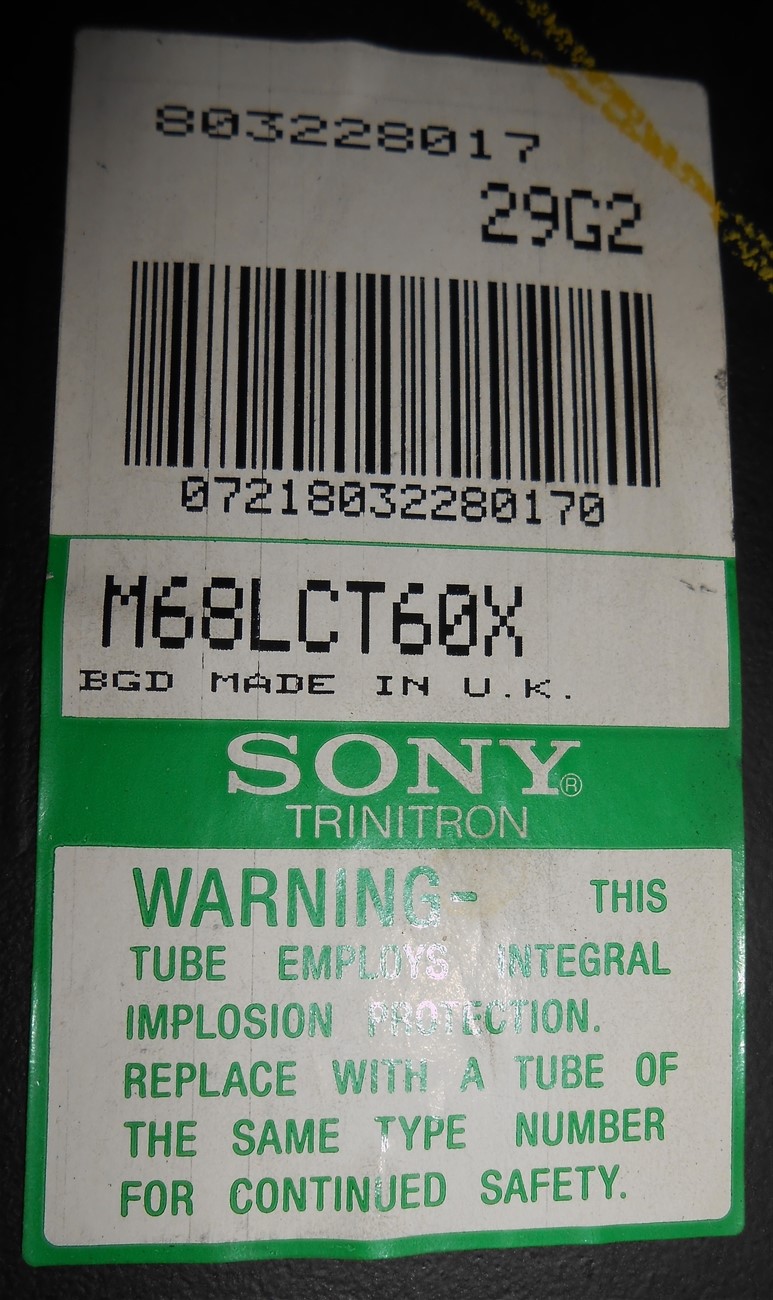 803228017
29G2
07218032280170
M68LCT60X
BGD MADE IN U.K.
SONY®
TRINITRON
WARNING- THIS
TUBE EMPLOYS INTEGRAL
IMPLOSION PROTECTION.
REPLACE WITH A TUBE OF
THE SAME TYPE NUMBER
FOR CONTINUED SAFETY.